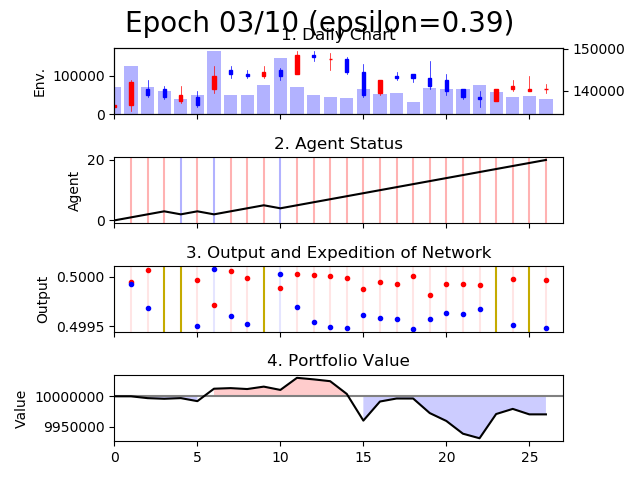 Epoch 03/10 (epsilon=0.39)
1. Daily Chart
Env.
100000
0
150000
140000
2. Agent Status
Agent
20
0
3. Output and Expedition of Network
Output
0.5000
0.4995
4. Portfolio Value
Value
10000000
9950000
0 5 10 15 20 25